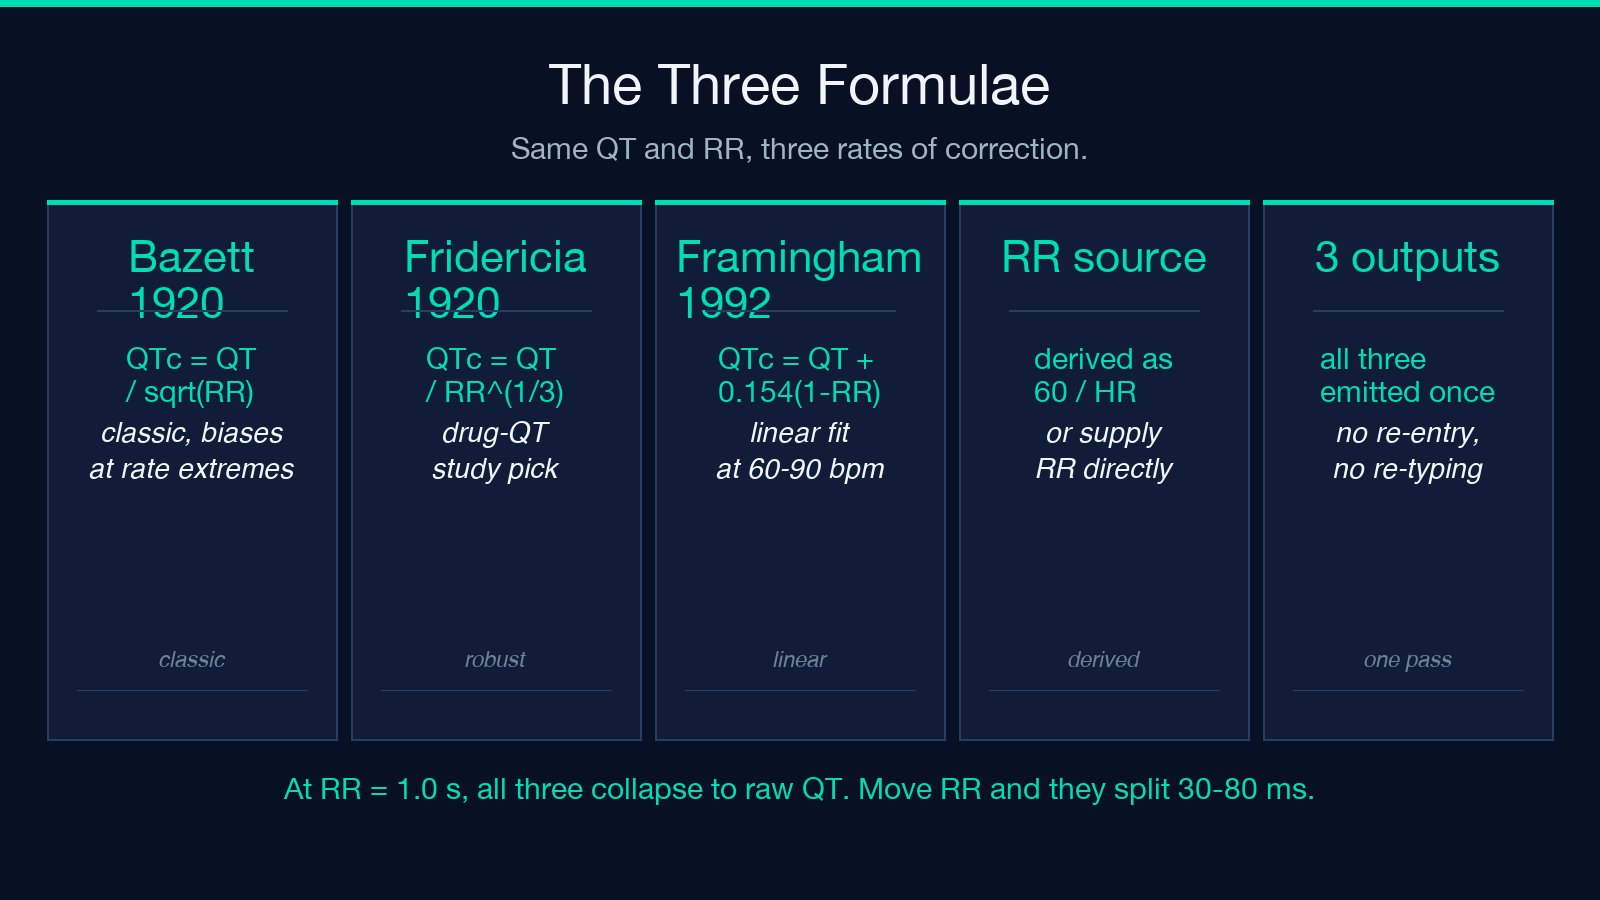 The Three Formulae
Same QT and RR, three rates of correction.
Bazett
1920
QTc = QT
/ sqrt(RR)
classic, biases
at rate extremes
classic
Fridericia
1920
QTc = QT
/ RR^(1/3)
drug-QT
study pick
robust
Framingham
1992
QTc = QT +
0.154(1-RR)
linear fit
at 60-90 bpm
linear
RR source
derived as
60 / HR
or supply
RR directly
derived
3 outputs
all three
emitted once
no re-entry,
no re-typing
one pass
At RR = 1.0 s, all three collapse to raw QT. Move RR and they split 30-80 ms.